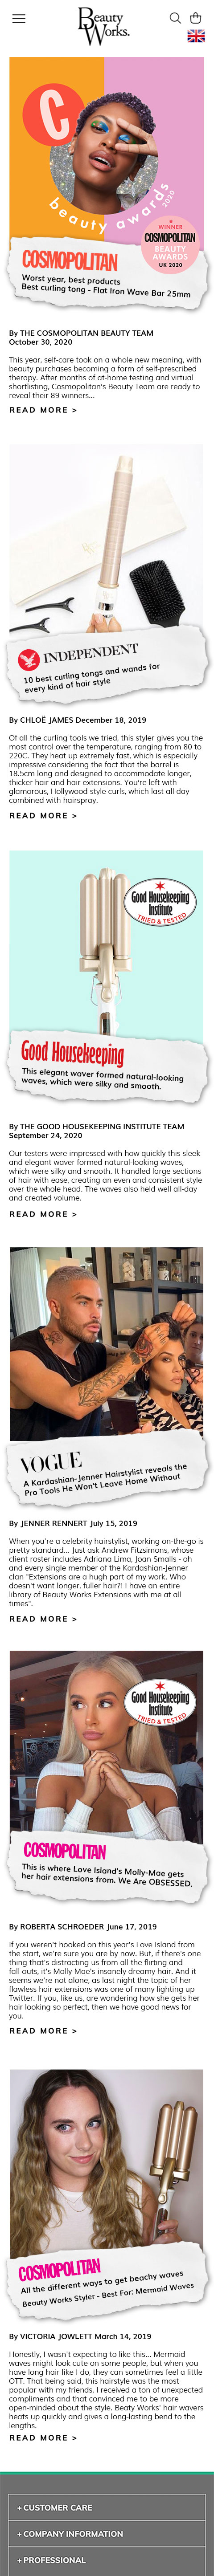 Beauty
Works.
C
beauty awards 2020
WINNER
COSMOPOLITAN
BEAUTY
AWARDS
UK 2020
COSMOPOLITAN
Worst year, best products
Best curling tong - Flat Iron Wave Bar 25mm
By THE COSMOPOLITAN BEAUTY TEAM
October 30, 2020
This year, self-care took on a whole new meaning, with
beauty purchases becoming a form of self-prescribed
therapy. After months of at-home testing and virtual
shortlisting, Cosmopolitan's Beauty Team are ready to
reveal their 89 winners...
READ MORE >
INDEPENDENT
10 best curling tongs and wands for
every kind of hair style
By CHLOË JAMES December 18, 2019
Of all the curling tools we tried, this styler gives you the
most control over the temperature, ranging from 80 to
220C. They heat up extremely fast, which is especially
impressive considering the fact that the barrel is
18.5cm long and designed to accommodate longer,
thicker hair and hair extensions. You're left with
glamorous, Hollywood-style curls, which last all day
combined with hairspray.
READ MORE >
Good Housekeeping
Institute
TRIED & TESTED
Good Housekeeping
This elegant waver formed natural-looking
waves, which were silky and smooth.
By THE GOOD HOUSEKEEPING INSTITUTE TEAM
September 24, 2020
Our testers were impressed with how quickly this sleek
and elegant waver formed natural-looking waves,
which were silky and smooth. It handled large sections
of hair with ease, creating an even and consistent style
over the whole head. The waves also held well all-day
and created volume.
READ MORE >
VOGUE
A Kardashian-Jenner Hairstylist reveals the
Pro Tools He Won't Leave Home Without
By JENNER RENNERT July 15, 2019
When you're a celebrity hairstylist, working on-the-go is
pretty standard... Just ask Andrew Fitzsimons, whose
client roster includes Adriana Lima, Joan Smalls - oh
and every single member of the Kardashian-Jenner
clan "Extensions are a hugh part of my work. Who
doesn't want longer, fuller hair?! I have an entire
library of Beauty Works Extensions with me at all
times".
READ MORE >
Good Housekeeping
Institute
TRIED & TESTED
COSMOPOLITAN
This is where Love Island's Molly-Mae gets
her hair extensions from. We Are OBSESSED.
By ROBERTA SCHROEDER June 17, 2019
If you weren't hooked on this year's Love Island from
the start, we're sure you are by now. But, if there's one
thing that's distracting us from all the flirting and
fall-outs, it's Molly-Mae's insanely dreamy hair. And it
seems we're not alone, as last night the topic of her
flawless hair extensions was one of many lighting up
Twitter. If you, like us, are wondering how she gets her
hair looking so perfect, then we have good news for
you.
READ MORE >
COSMOPOLITAN
All the different ways to get beachy waves
Beauty Works Styler - Best For: Mermaid Waves
By VICTORIA JOWLETT March 14, 2019
Honestly, I wasn't expecting to like this... Mermaid
waves might look cute on some people, but when you
have long hair like I do, they can sometimes feel a little
OTT. That being said, this hairstyle was the most
popular with my friends, I received a ton of unexpected
compliments and that convinced me to be more
open-minded about the style. Beaty Works' hair wavers
heats up quickly and gives a long-lasting bend to the
lengths.
READ MORE >
+ CUSTOMER CARE
+ COMPANY INFORMATION
+ PROFESSIONAL